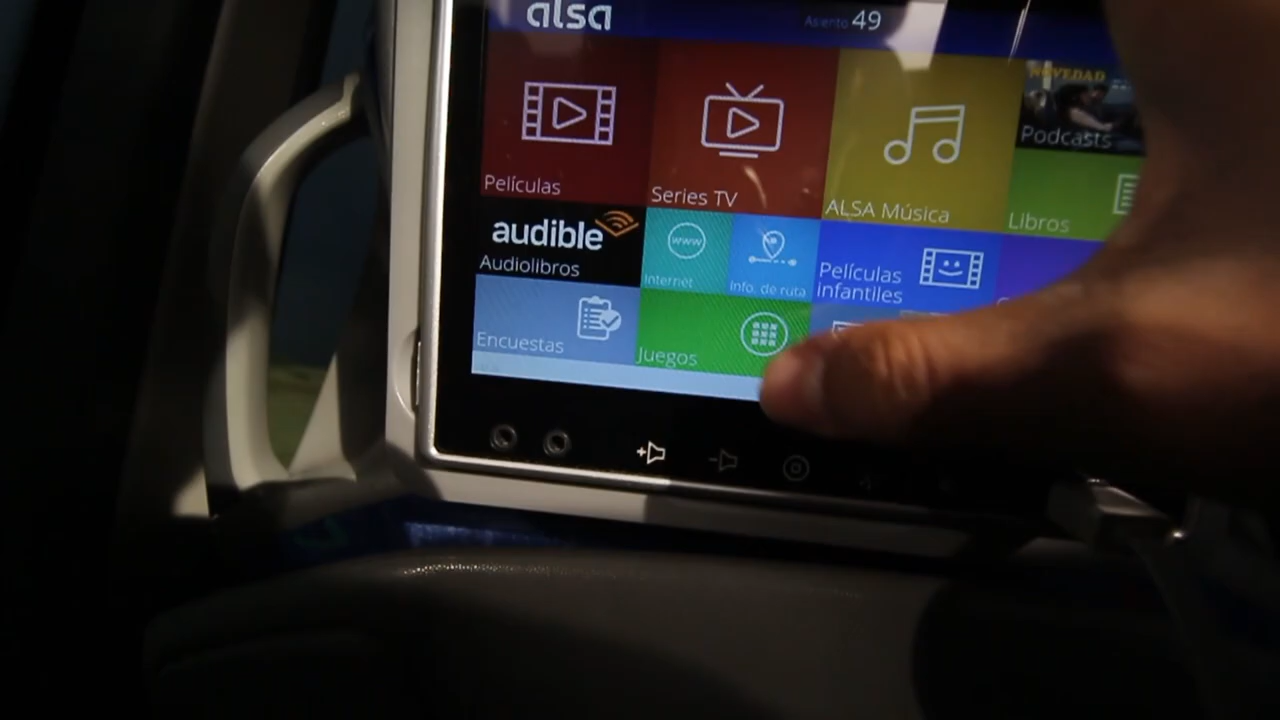 alsa
Asiento 49
NOVEDAD
Podcasts
Películas
Series TV
ALSA Música
Libros
audible
Audiolibros
www
Internet
Info. de ruta
Películas
infantiles
Encuestas
Juegos